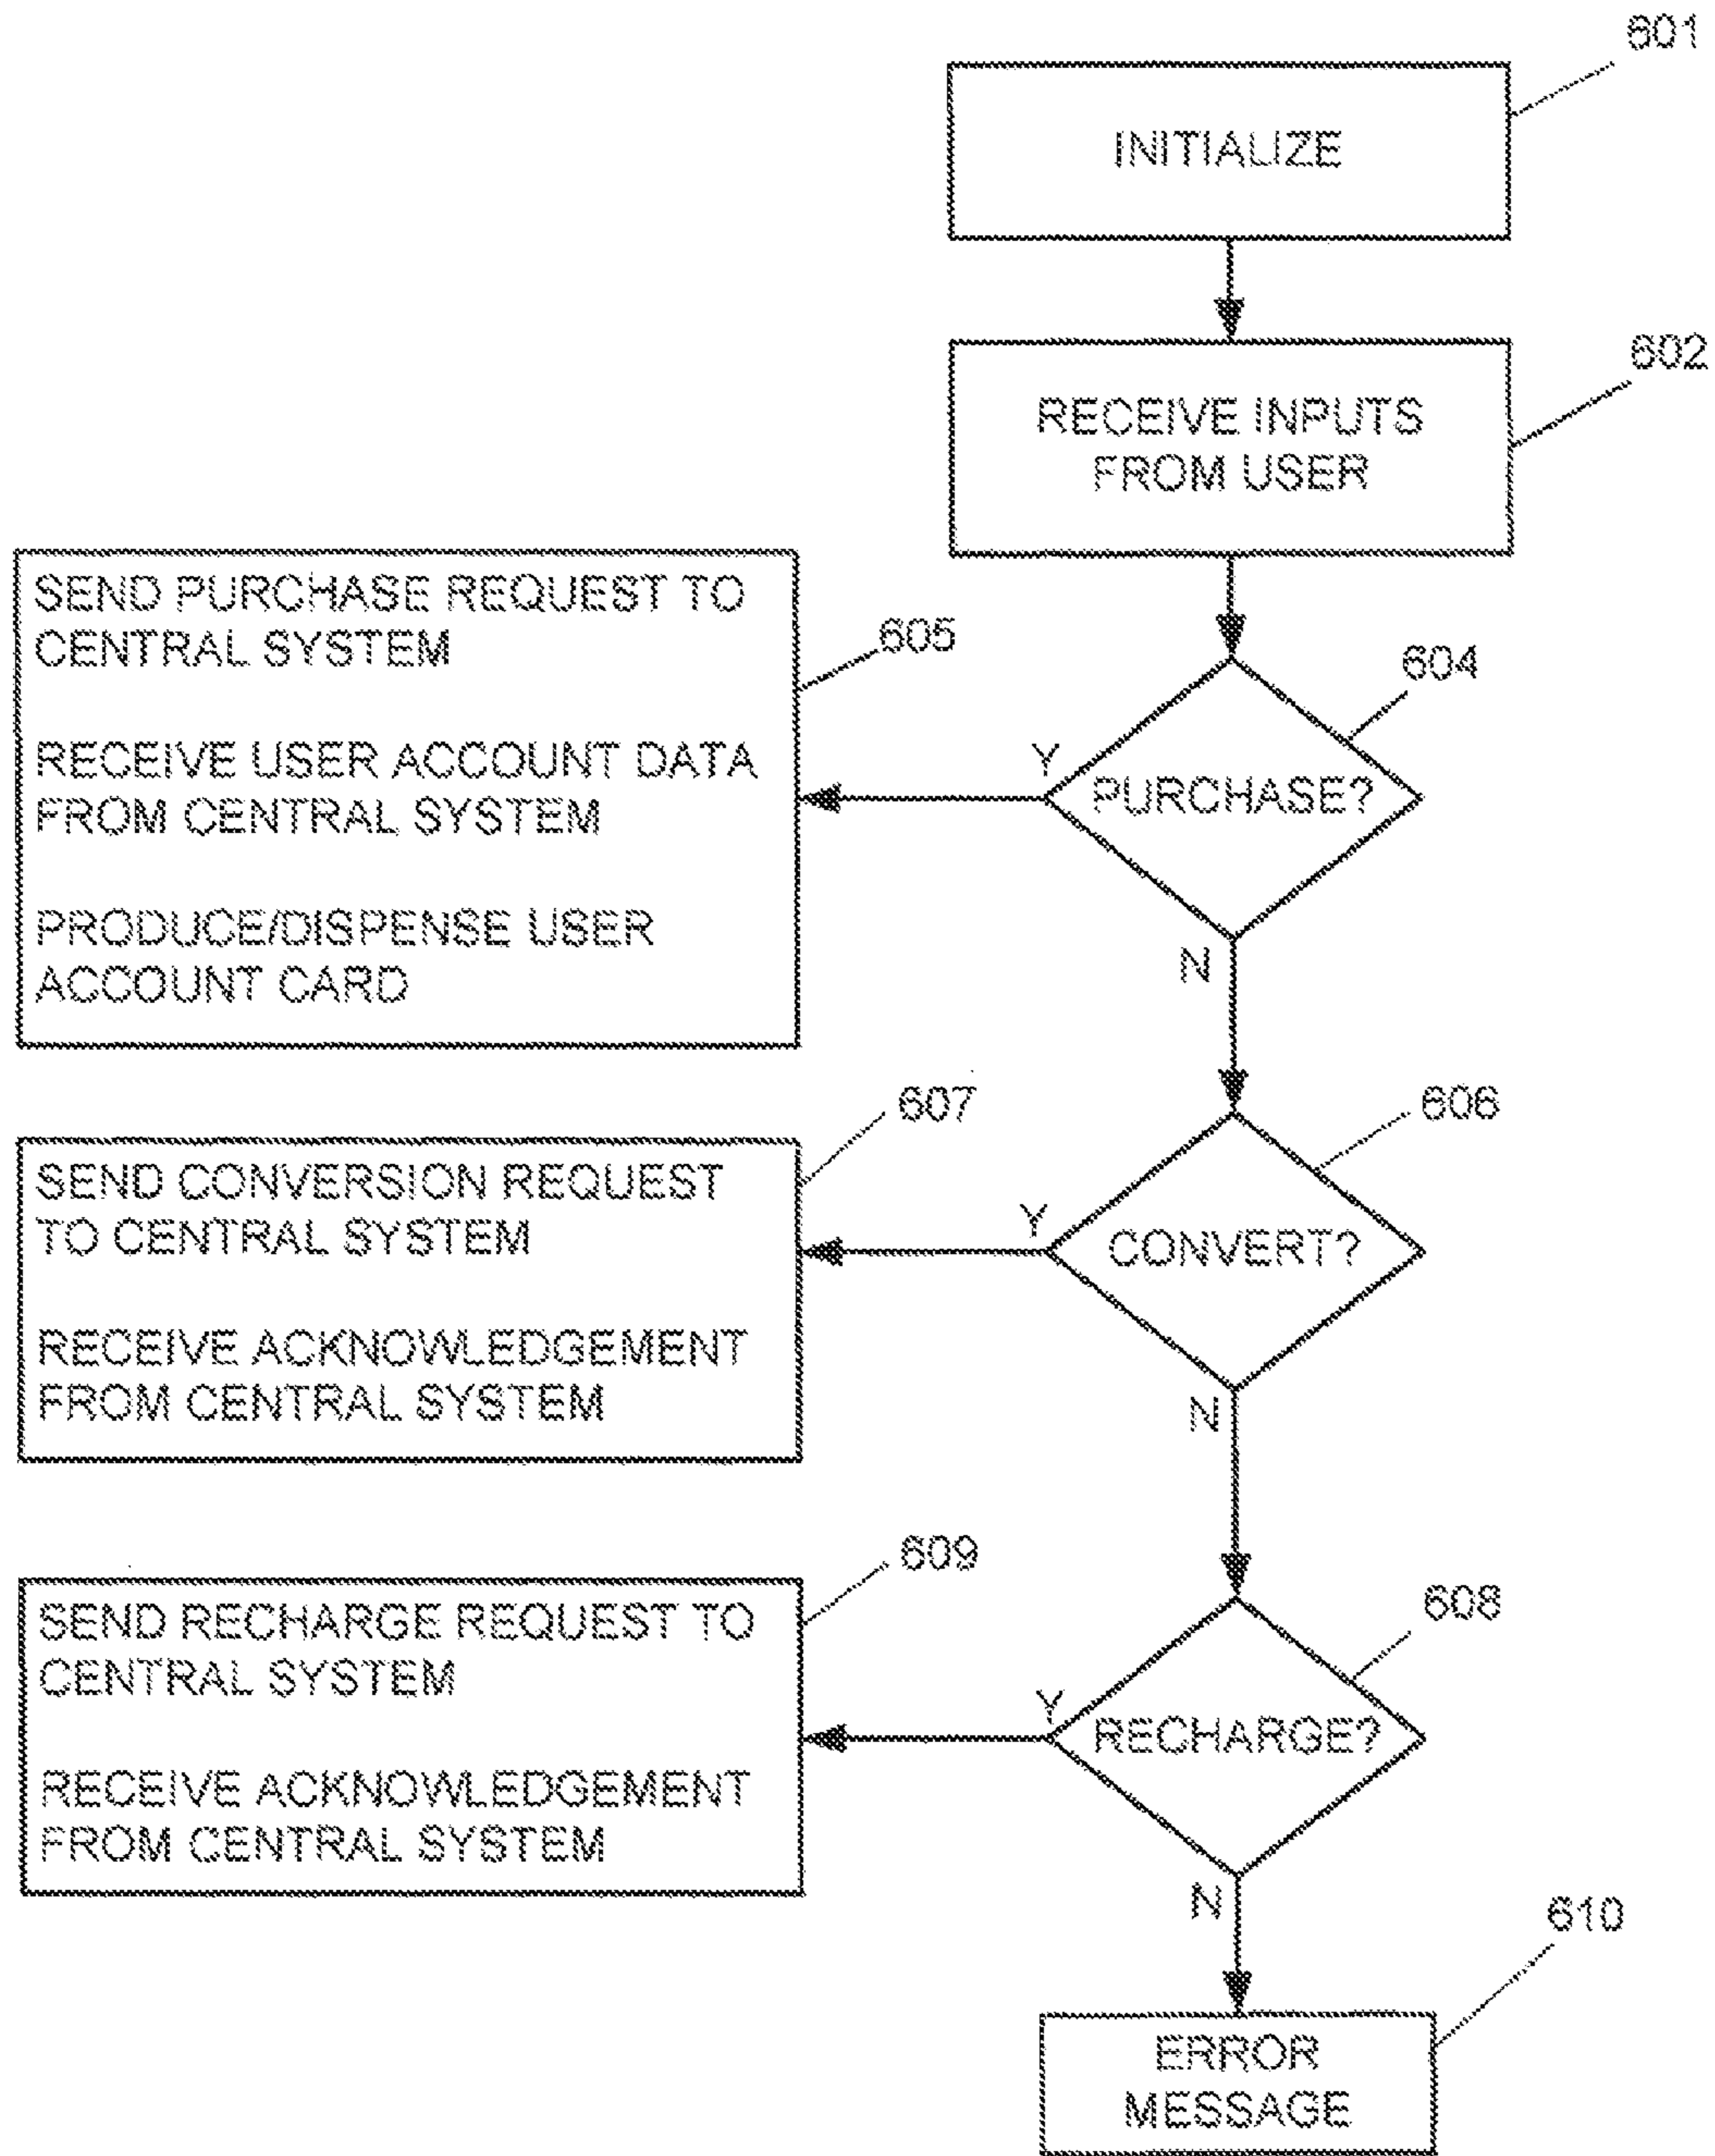 601
INITIALIZE
602
RECEIVE INPUTS
FROM USER
SEND PURCHASE REQUEST TO
CENTRAL SYSTEM
RECEIVE USER ACCOUNT DATA
FROM CENTRAL SYSTEM
PRODUCE/DISPENSE USER
ACCOUNT CARD
605
604
Y
PURCHASE?
N
607
606
SEND CONVERSION REQUEST
TO CENTRAL SYSTEM
RECEIVE ACKNOWLEDGEMENT
FROM CENTRAL SYSTEM
Y
CONVERT?
N
609
608
SEND RECHARGE REQUEST TO
CENTRAL SYSTEM
RECEIVE ACKNOWLEDGEMENT
FROM CENTRAL SYSTEM
Y
RECHARGE?
N
610
ERROR
MESSAGE